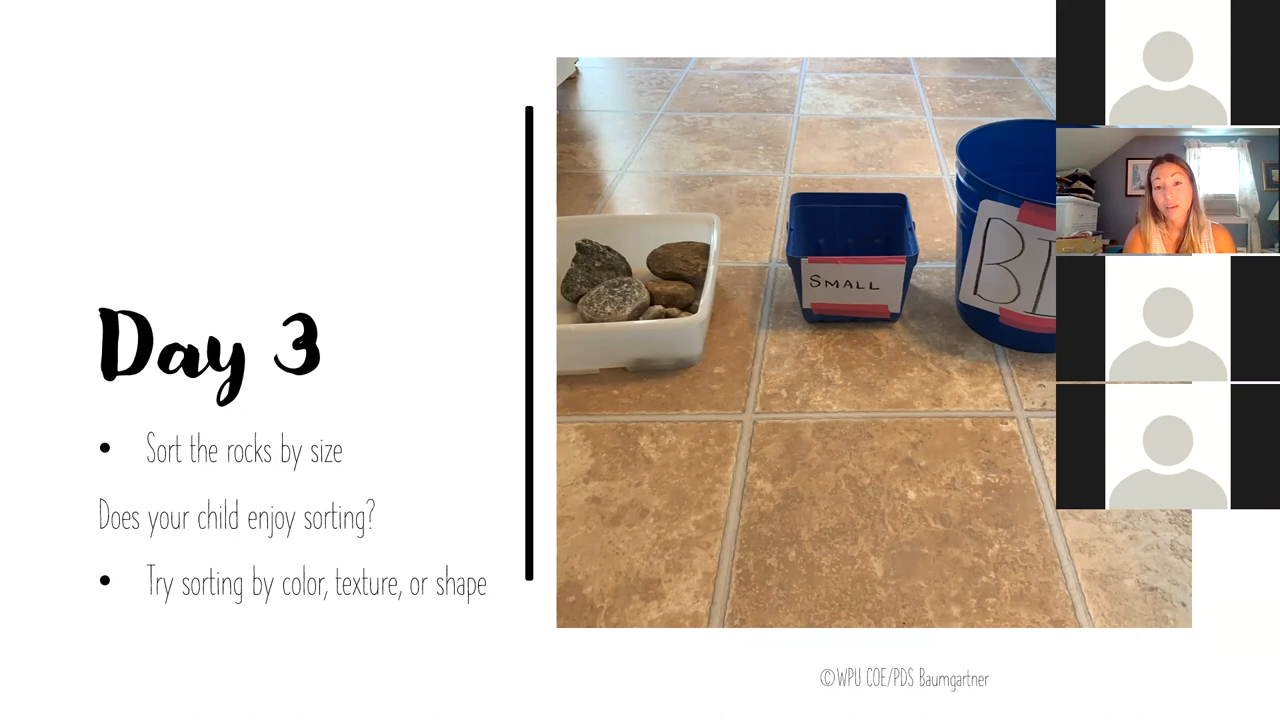 Day 3
• Sort the rocks by size
Does your child enjoy sorting?
• Try sorting by color, texture, or shape
SMALL
BI
©WPU COE/PDS Baumgartner